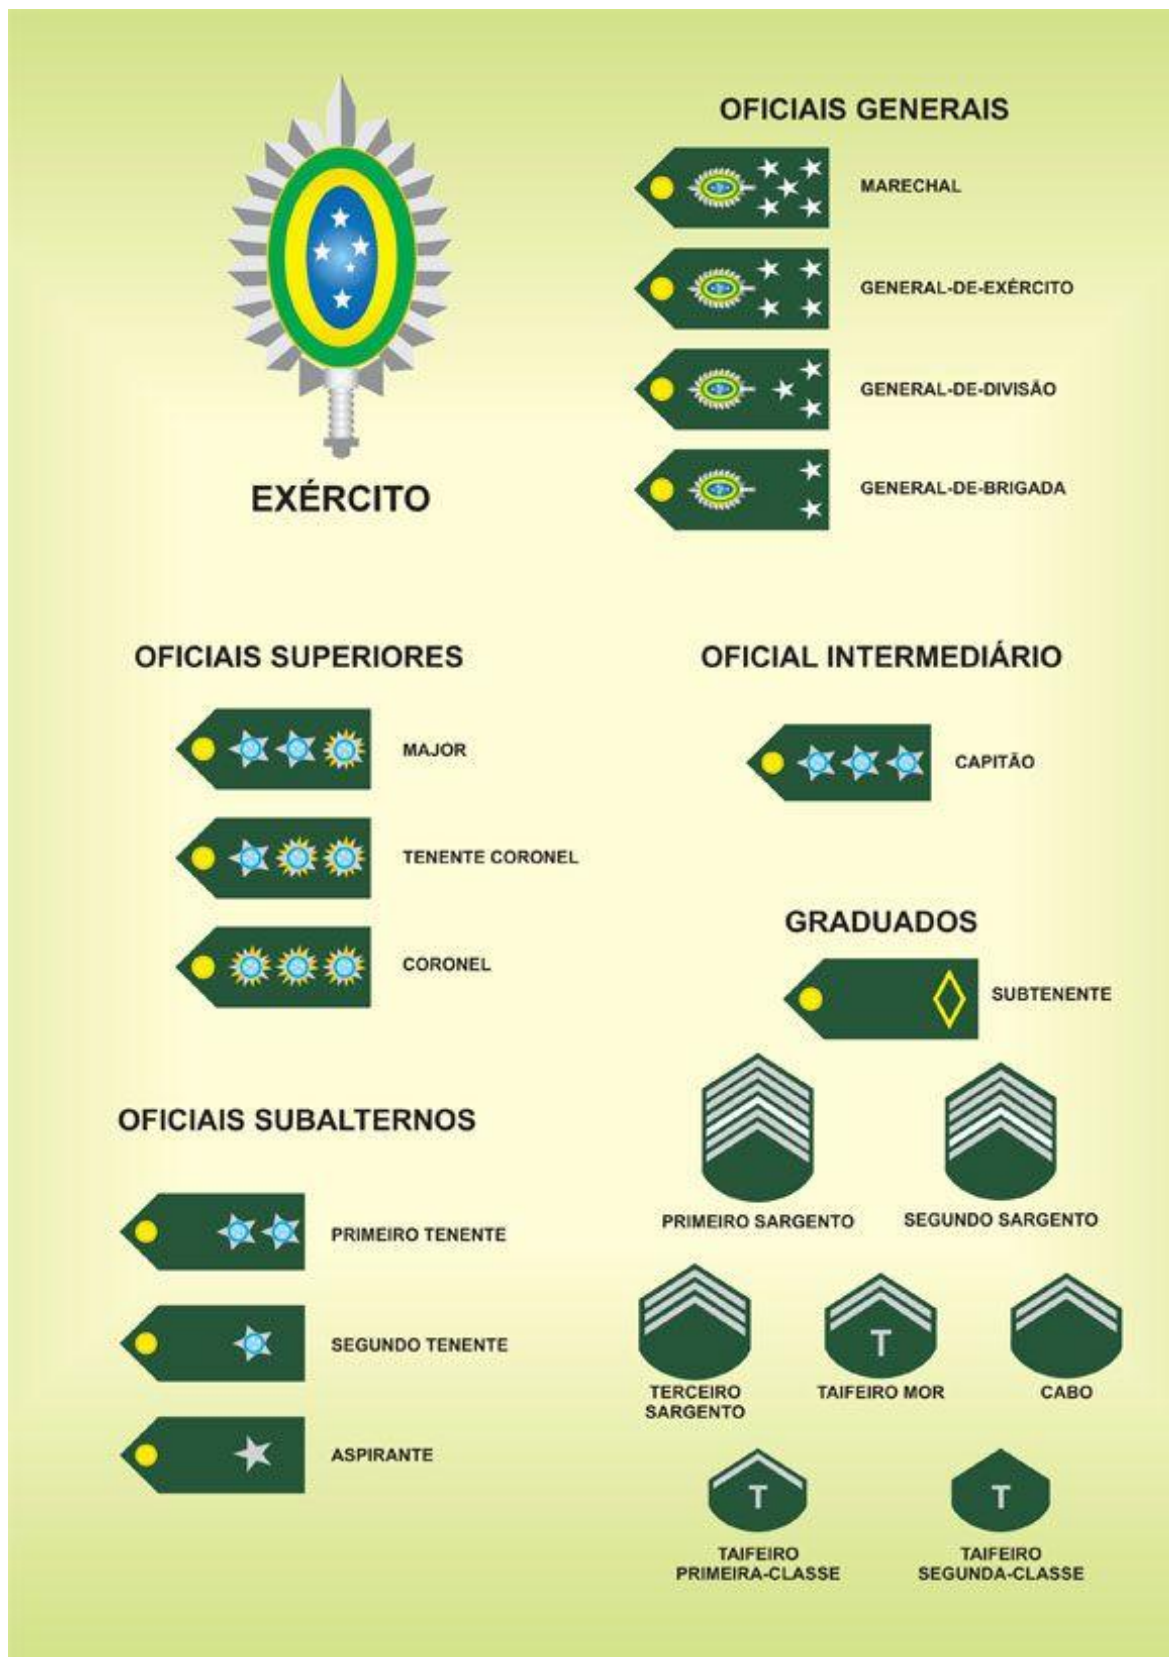 EXÉRCITO
OFICIAIS GENERAIS
MARECHAL
GENERAL-DE-EXÉRCITO
GENERAL-DE-DIVISÃO
GENERAL-DE-BRIGADA
OFICIAIS SUPERIORES
MAJOR
TENENTE CORONEL
CORONEL
OFICIAL INTERMEDIÁRIO
CAPITÃO
OFICIAIS SUBALTERNOS
PRIMEIRO TENENTE
SEGUNDO TENENTE
ASPIRANTE
GRADUADOS
SUBTENENTE
PRIMEIRO SARGENTO
SEGUNDO SARGENTO
TERCEIRO
SARGENTO
T
TAIFEIRO MOR
CABO
T
TAIFEIRO
PRIMEIRA-CLASSE
T
TAIFEIRO
SEGUNDA-CLASSE